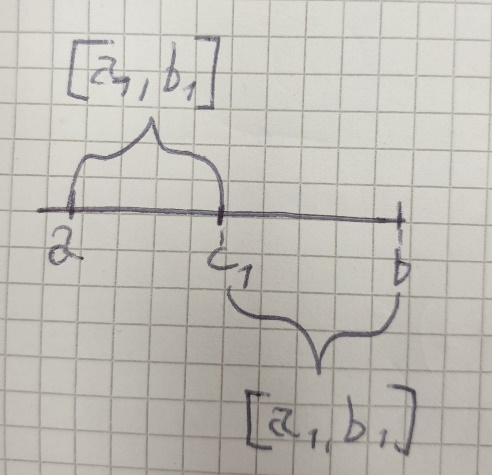 [a₁, b₁]
a c₁ b
[a₁, b₁]